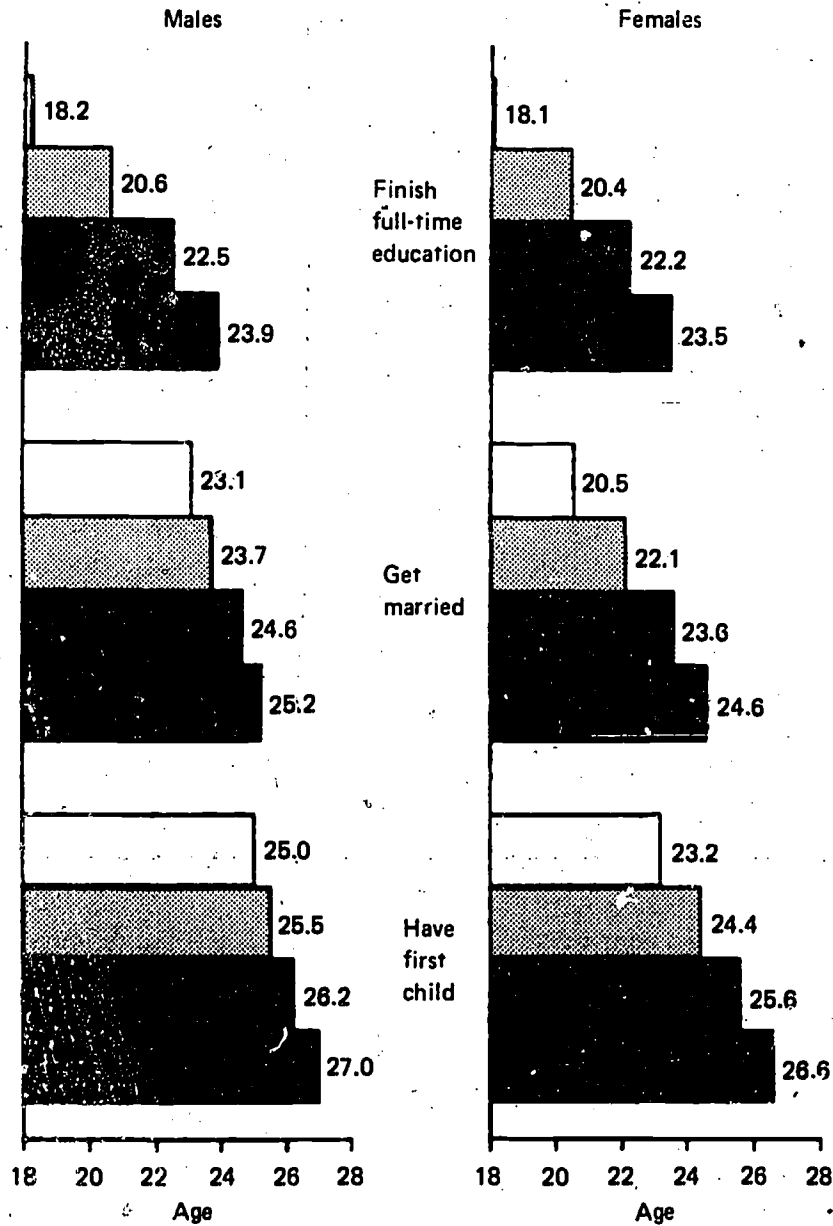 Males
Females
18.2
18.1
20.6
20.4
Finish
full-time
education
22.5
22.2
23.9
23.5
23.1
20.5
23.7
22.1
Get
married
24.6
23.6
25.2
24.6
25.0
23.2
25.5
24.4
Have
first
child
26.2
25.6
27.0
26.6
18 20 22 24 26 28
18 20 22 24 26 28
Age
Age